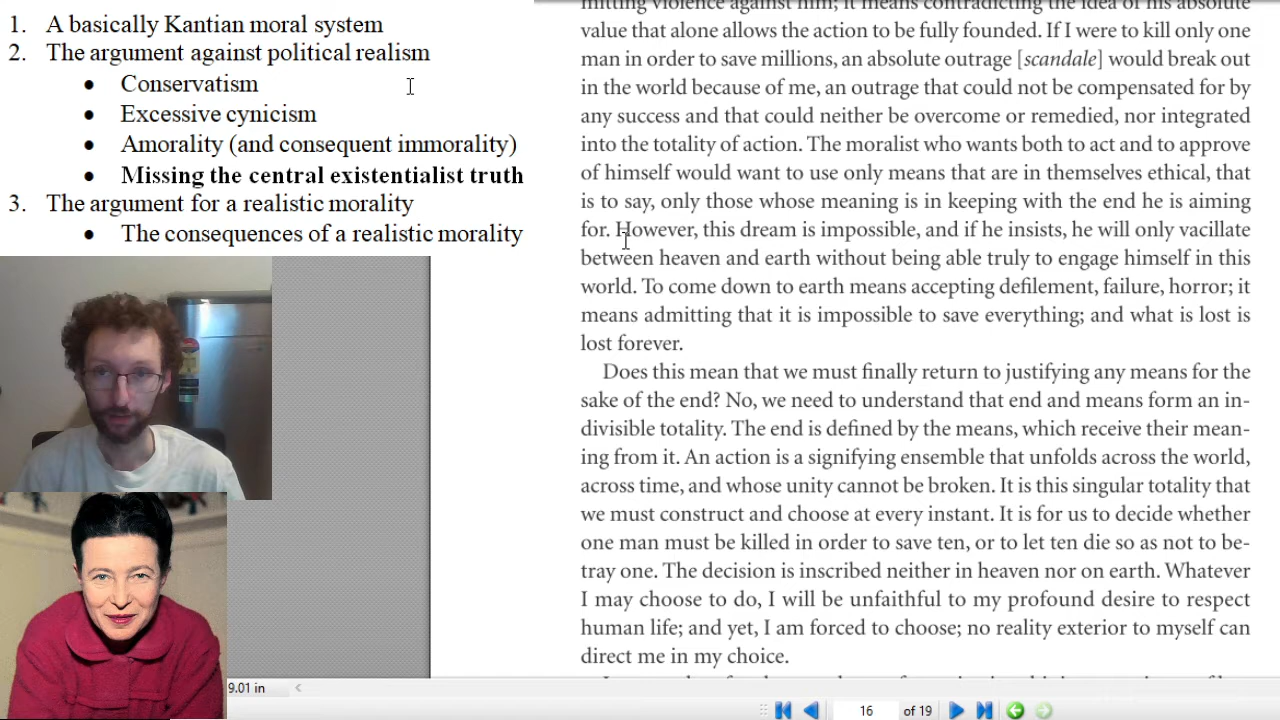 1. A basically Kantian moral system
2. The argument against political realism
• Conservatism
• Excessive cynicism
• Amorality (and consequent immorality)
• Missing the central existentialist truth
3. The argument for a realistic morality
• The consequences of a realistic morality
mitting violence against him; it means contradicting the idea of his absolute
value that alone allows the action to be fully founded. If I were to kill only one
man in order to save millions, an absolute outrage [scandale] would break out
in the world because of me, an outrage that could not be compensated for by
any success and that could neither be overcome or remedied, nor integrated
into the totality of action. The moralist who wants both to act and to approve
of himself would want to use only means that are in themselves ethical, that
is to say, only those whose meaning is in keeping with the end he is aiming
for. However, this dream is impossible, and if he insists, he will only vacillate
between heaven and earth without being able truly to engage himself in this
world. To come down to earth means accepting defilement, failure, horror; it
means admitting that it is impossible to save everything; and what is lost is
lost forever.
Does this mean that we must finally return to justifying any means for the
sake of the end? No, we need to understand that end and means form an in-
divisible totality. The end is defined by the means, which receive their mean-
ing from it. An action is a signifying ensemble that unfolds across the world,
across time, and whose unity cannot be broken. It is this singular totality that
we must construct and choose at every instant. It is for us to decide whether
one man must be killed in order to save ten, or to let ten die so as not to be-
tray one. The decision is inscribed neither in heaven nor on earth. Whatever
I may choose to do, I will be unfaithful to my profound desire to respect
human life; and yet, I am forced to choose; no reality exterior to myself can
direct me in my choice.
9.01 in
16 of 19